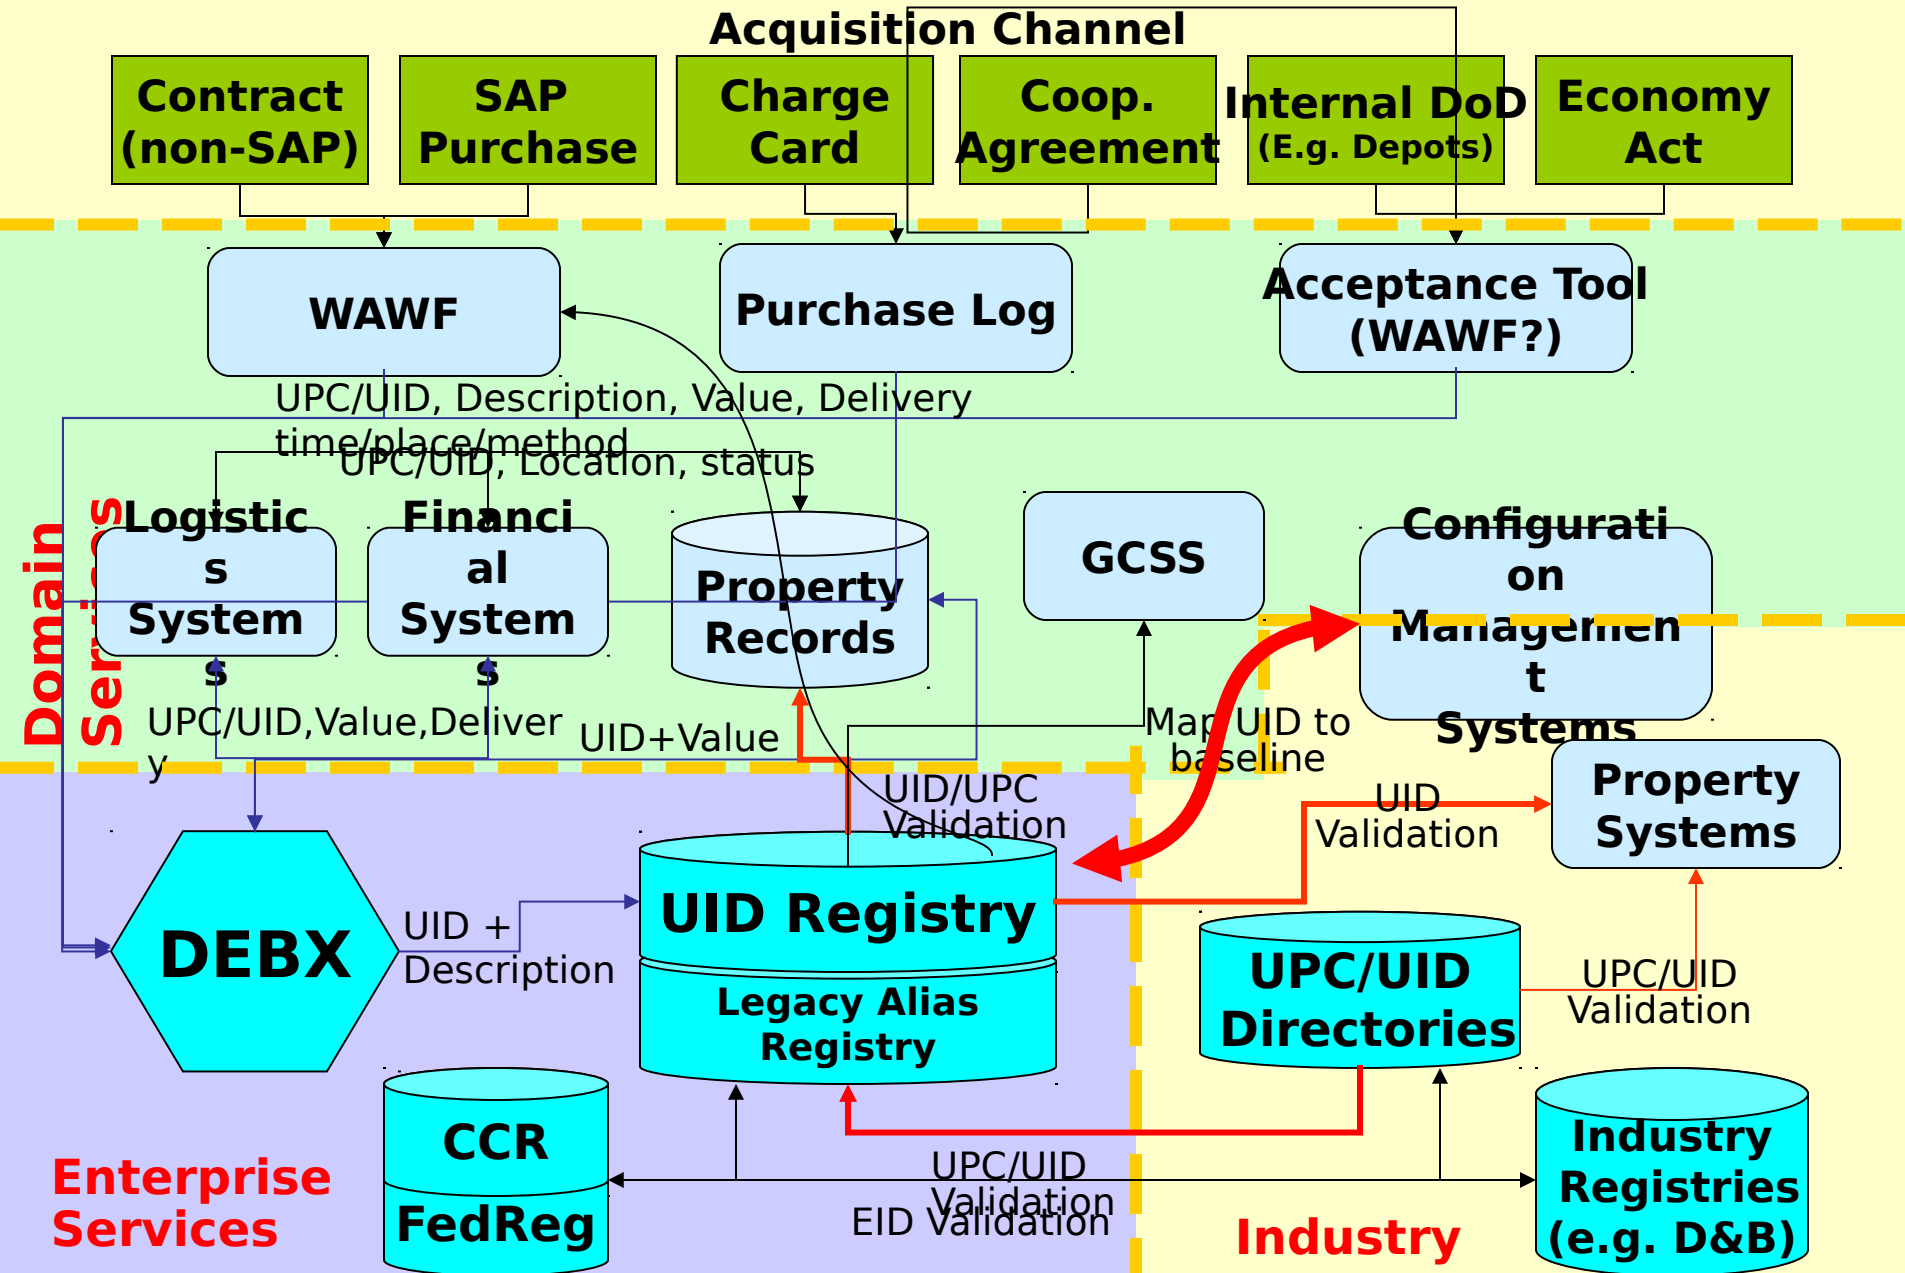 Acquisition Channel
Contract
(non-SAP)
SAP
Purchase
Charge
Card
Coop.
Agreement
Internal DoD
(E.g. Depots)
Economy
Act
WAWF
Purchase Log
Acceptance Tool
(WAWF?)
UPC/UID, Description, Value, Delivery
time/place/method
UPC/UID, Location, status
Domain
Services
Logistic
s
System
s
Financi
al
System
s
Property
Records
GCSS
Configurati
on
Managemen
t
Systems
UPC/UID,Value,Deliver
y
UID+Value
Map UID to
baseline
UID/UPC
Validation
UID
Validation
Property
Systems
DEBX
UID +
Description
UID Registry
Legacy Alias
Registry
UPC/UID
Directories
UPC/UID
Validation
CCR
FedReg
Enterprise
Services
UPC/UID
Validation
EID Validation
Industry
Industry
Registries
(e.g. D&B)